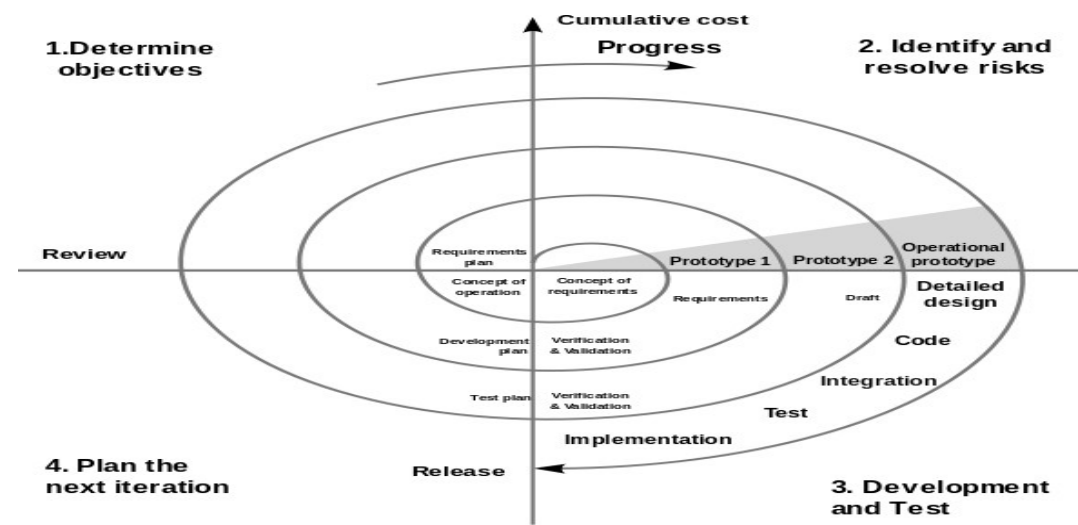 Cumulative cost
Progress
1.Determine
objectives
2. Identify and
resolve risks
Review
Requirements
plan
Prototype 1
Prototype 2
Operational
prototype
Concept of
operation
Concept of
requirements
Requirements
Draft
Detailed
design
Code
Development
plan
Verification
& Validation
Integration
Test plan
Verification
& Validation
Test
Implementation
Release
4. Plan the
next iteration
3. Development
and Test